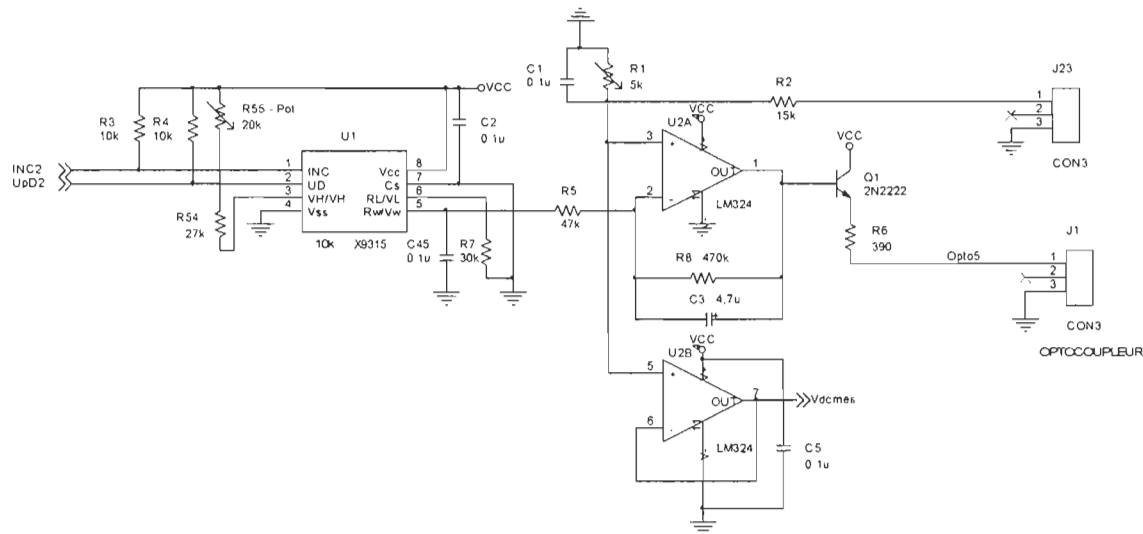 C1
0.1u
R1
5k
R2
15k
J23
1
2
3
CON3
VCC
R3
10k
R4
10k
R55 - Pot
20k
C2
0.1u
U1
INC2
UpD2
1
2
3
4
INC
UD
VH/VH
Vss
Vcc
Cs
RL/VL
Rw/Vw
8
7
6
5
10k
X9315
R54
27k
C45
0.1u
R7
30k
R5
47k
U2A
VCC
3
2
+
-
OUT
1
LM324
VCC
Q1
2N2222
R6
390
Opto5
J1
1
2
3
CON3
OPTOCOUPLEUR
R8
470k
C3
4,7u
U2B
VCC
5
6
+
-
OUT
7
Vdcmes
LM324
C5
0.1u